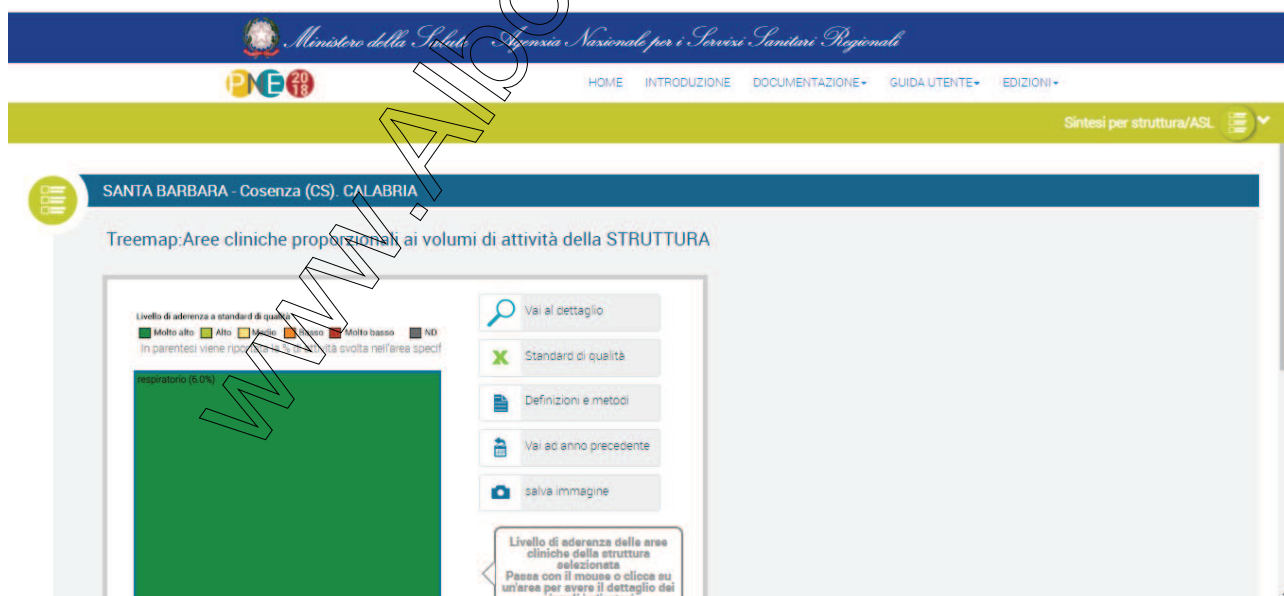 Ministero della Salute Agenzia Nazionale per i Servizi Sanitari Regionali
PNE 2018
HOME INTRODUZIONE DOCUMENTAZIONE GUIDA UTENTE EDIZIONI
Sintesi per struttura/ASL
SANTA BARBARA - Cosenza (CS). CALABRIA
Treemap:Aree cliniche proporzionali ai volumi di attività della STRUTTURA
Livello di aderenza a standard di qualità
Molto alto Alto Medio Basso Molto basso ND
In parentesi viene riportata la % di attività svolta nell'area specif
respiratorio (6.0%)
Vai al dettaglio
Standard di qualità
Definizioni e metodi
Vai ad anno precedente
salva immagine
Livello di aderenza delle aree
cliniche della struttura
selezionata
Passa con il mouse o clicca su
un'area per avere il dettaglio dei
www.Albo